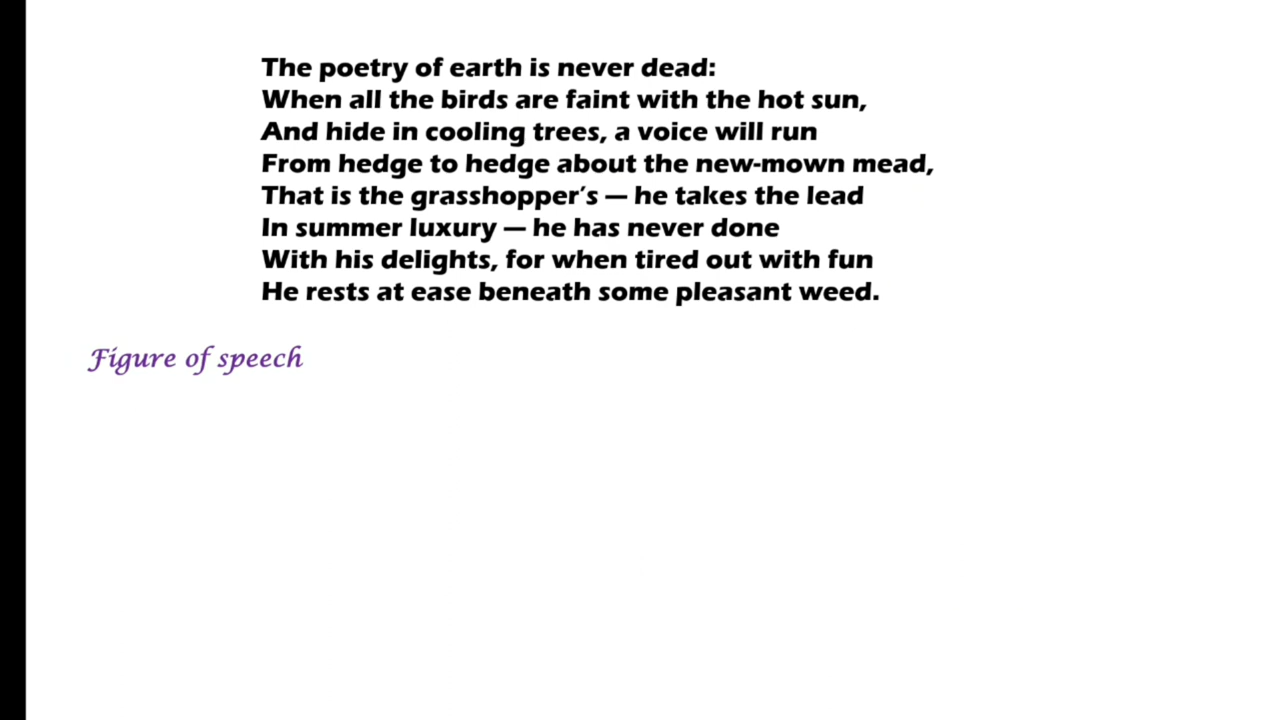 The poetry of earth is never dead:
When all the birds are faint with the hot sun,
And hide in cooling trees, a voice will run
From hedge to hedge about the new-mown mead,
That is the grasshopper’s — he takes the lead
In summer luxury — he has never done
With his delights, for when tired out with fun
He rests at ease beneath some pleasant weed.
Figure of speech